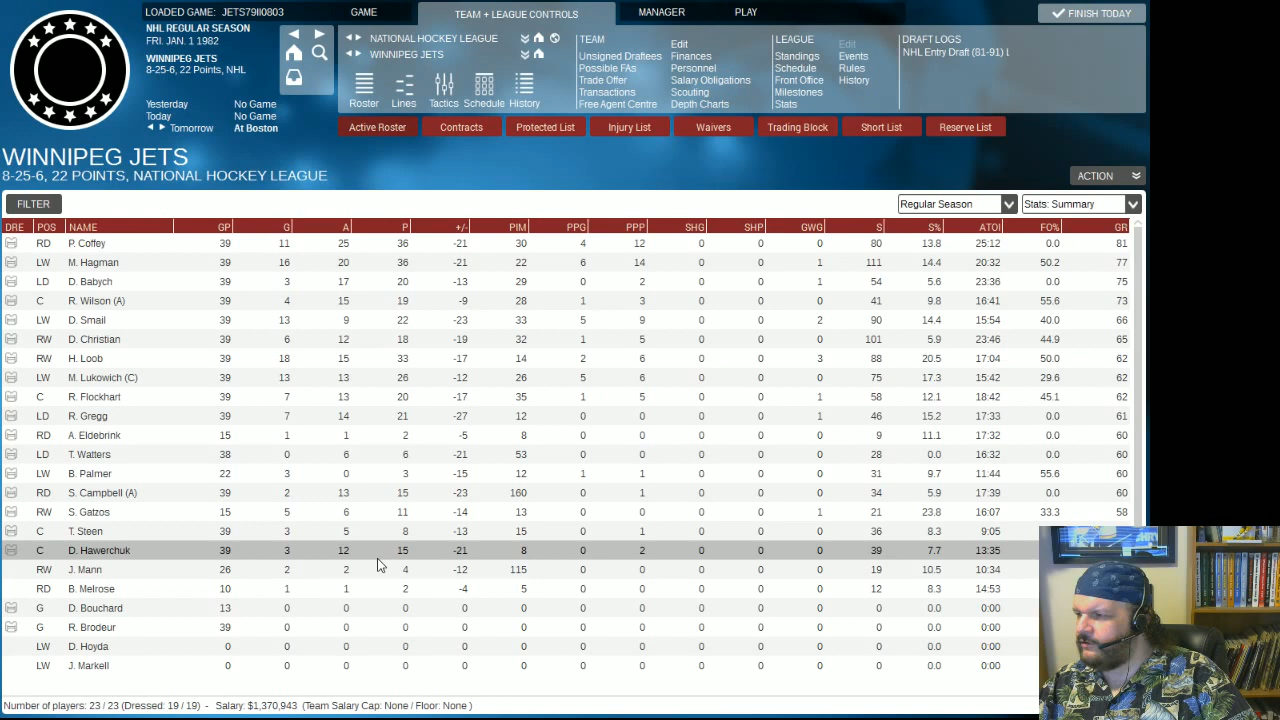 LOADED GAME: JETS79II0803
GAME
TEAM + LEAGUE CONTROLS
MANAGER
PLAY
FINISH TODAY
NHL REGULAR SEASON
FRI. JAN. 1 1982
WINNIPEG JETS
8-25-6, 22 POINTS, NHL
Yesterday No Game
Today No Game
Tomorrow At Boston
NATIONAL HOCKEY LEAGUE
WINNIPEG JETS
Roster Lines Tactics Schedule History
TEAM
Unsigned Draftees
Possible FAs
Trade Offer
Transactions
Free Agent Centre
Edit
Finances
Personnel
Salary Obligations
Scouting
Depth Charts
LEAGUE
Standings
Schedule
Front Office
Milestones
Stats
Edit
Events
Rules
History
DRAFT LOGS
NHL Entry Draft (81-91) L
Active Roster Contracts Protected List Injury List Waivers Trading Block Short List Reserve List
WINNIPEG JETS
8-25-6, 22 POINTS, NATIONAL HOCKEY LEAGUE
ACTION
FILTER
Regular Season
Stats: Summary
DRE POS NAME GP G A P +/- PIM PPG PPP SHG SHP GWG S S% ATOI FO% GR
RD P. Coffey 39 11 25 36 -21 30 4 12 0 0 0 80 13.8 25:12 0.0 81
LW M. Hagman 39 16 20 36 -21 22 6 14 0 0 1 111 14.4 20:32 50.2 77
LD D. Babych 39 3 17 20 -13 29 0 2 0 0 1 54 5.6 23:36 0.0 75
C R. Wilson (A) 39 4 15 19 -9 28 1 3 0 0 0 41 9.8 16:41 55.6 73
LW D. Smail 39 13 9 22 -23 33 5 9 0 0 2 90 14.4 15:54 40.0 66
RW D. Christian 39 6 12 18 -19 32 1 5 0 0 0 101 5.9 23:46 44.9 65
RW H. Loob 39 18 15 33 -17 14 2 6 0 0 3 88 20.5 17:04 50.0 62
LW M. Lukowich (C) 39 13 13 26 -12 26 5 6 0 0 0 75 17.3 15:42 29.6 62
C R. Flockhart 39 7 13 20 -17 35 1 5 0 0 1 58 12.1 18:42 45.1 62
LD R. Gregg 39 7 14 21 -27 12 0 0 0 0 1 46 15.2 17:33 0.0 61
RD A. Eldebrink 15 1 1 2 -5 8 0 0 0 0 0 9 11.1 17:32 0.0 60
LD T. Watters 38 0 6 6 -21 53 0 0 0 0 0 28 0.0 16:32 0.0 60
LW B. Palmer 22 3 0 3 -15 12 1 1 0 0 0 31 9.7 11:44 55.6 60
RD S. Campbell (A) 39 2 13 15 -23 160 0 1 0 0 0 34 5.9 17:39 0.0 60
RW S. Gatzos 15 5 6 11 -14 13 0 0 0 0 1 21 23.8 16:07 33.3 58
C T. Steen 39 3 5 8 -13 15 0 1 0 0 0 36 8.3 9:05
C D. Hawerchuk 39 3 12 15 -21 8 0 2 0 0 0 39 7.7 13:35
RW J. Mann 26 2 2 4 -12 115 0 0 0 0 0 19 10.5 10:34
RD B. Melrose 10 1 1 2 -4 5 0 0 0 0 0 12 8.3 14:53
G D. Bouchard 13 0 0 0 0 0 0 0 0 0 0 0 0.0 0:00
G R. Brodeur 39 0 0 0 0 0 0 0 0 0 0 0 0.0 0:00
LW D. Hoyda 0 0 0 0 0 0 0 0 0 0 0 0 0.0 0:00
LW J. Markell 0 0 0 0 0 0 0 0 0 0 0 0 0.0 0:00
Number of players: 23 / 23 (Dressed: 19 / 19) - Salary: $1,370,943 (Team Salary Cap: None / Floor: None )